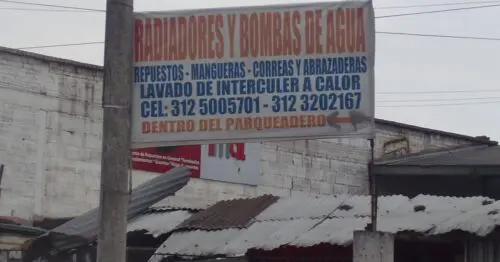 RADIADORES Y BOMBAS DE AGUA
REPUESTOS - MANGUERAS - CORREAS Y ABRAZADERAS
LAVADO DE INTERCULER A CALOR
CEL: 312 5005701 - 312 3202167
DENTRO DEL PARQUEADERO